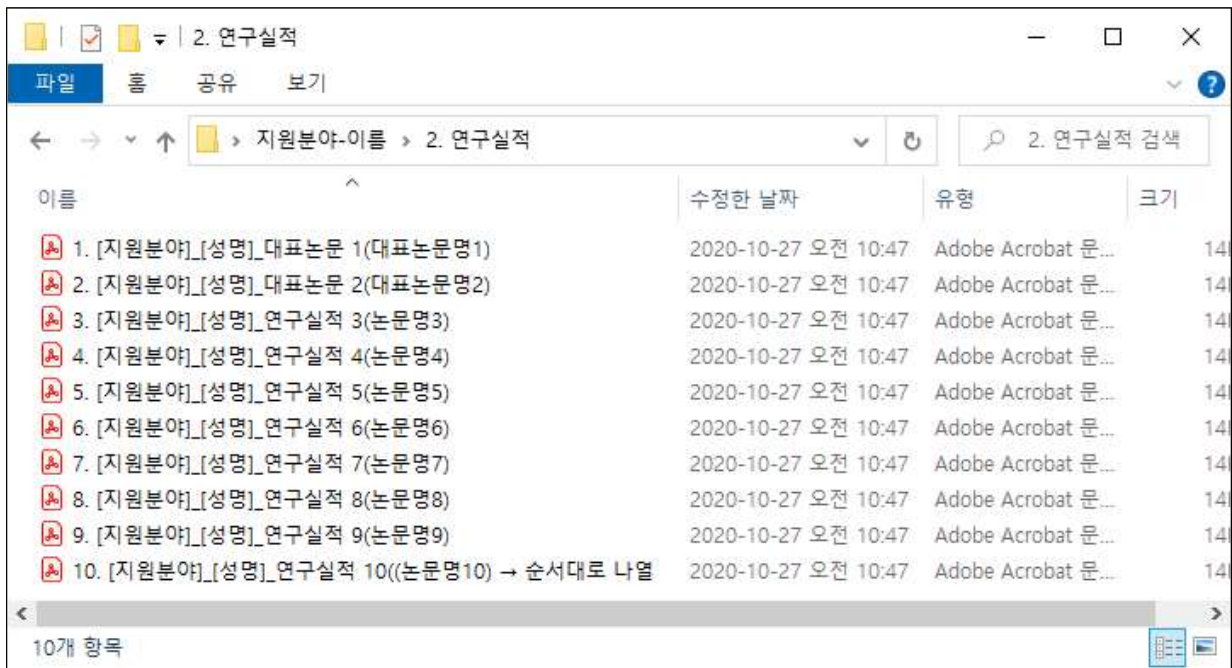 2. 연구실적
파일 홈 공유 보기
지원분야-이름 › 2. 연구실적 2. 연구실적 검색
이름 수정한 날짜 유형 크기
1. [지원분야]_[성명]_대표논문 1(대표논문명1) 2020-10-27 오전 10:47 Adobe Acrobat 문...
2. [지원분야]_[성명]_대표논문 2(대표논문명2) 2020-10-27 오전 10:47 Adobe Acrobat 문...
3. [지원분야]_[성명]_연구실적 3(논문명3) 2020-10-27 오전 10:47 Adobe Acrobat 문...
4. [지원분야]_[성명]_연구실적 4(논문명4) 2020-10-27 오전 10:47 Adobe Acrobat 문...
5. [지원분야]_[성명]_연구실적 5(논문명5) 2020-10-27 오전 10:47 Adobe Acrobat 문...
6. [지원분야]_[성명]_연구실적 6(논문명6) 2020-10-27 오전 10:47 Adobe Acrobat 문...
7. [지원분야]_[성명]_연구실적 7(논문명7) 2020-10-27 오전 10:47 Adobe Acrobat 문...
8. [지원분야]_[성명]_연구실적 8(논문명8) 2020-10-27 오전 10:47 Adobe Acrobat 문...
9. [지원분야]_[성명]_연구실적 9(논문명9) 2020-10-27 오전 10:47 Adobe Acrobat 문...
10. [지원분야]_[성명]_연구실적 10((논문명10) → 순서대로 나열 2020-10-27 오전 10:47 Adobe Acrobat 문...
10개 항목